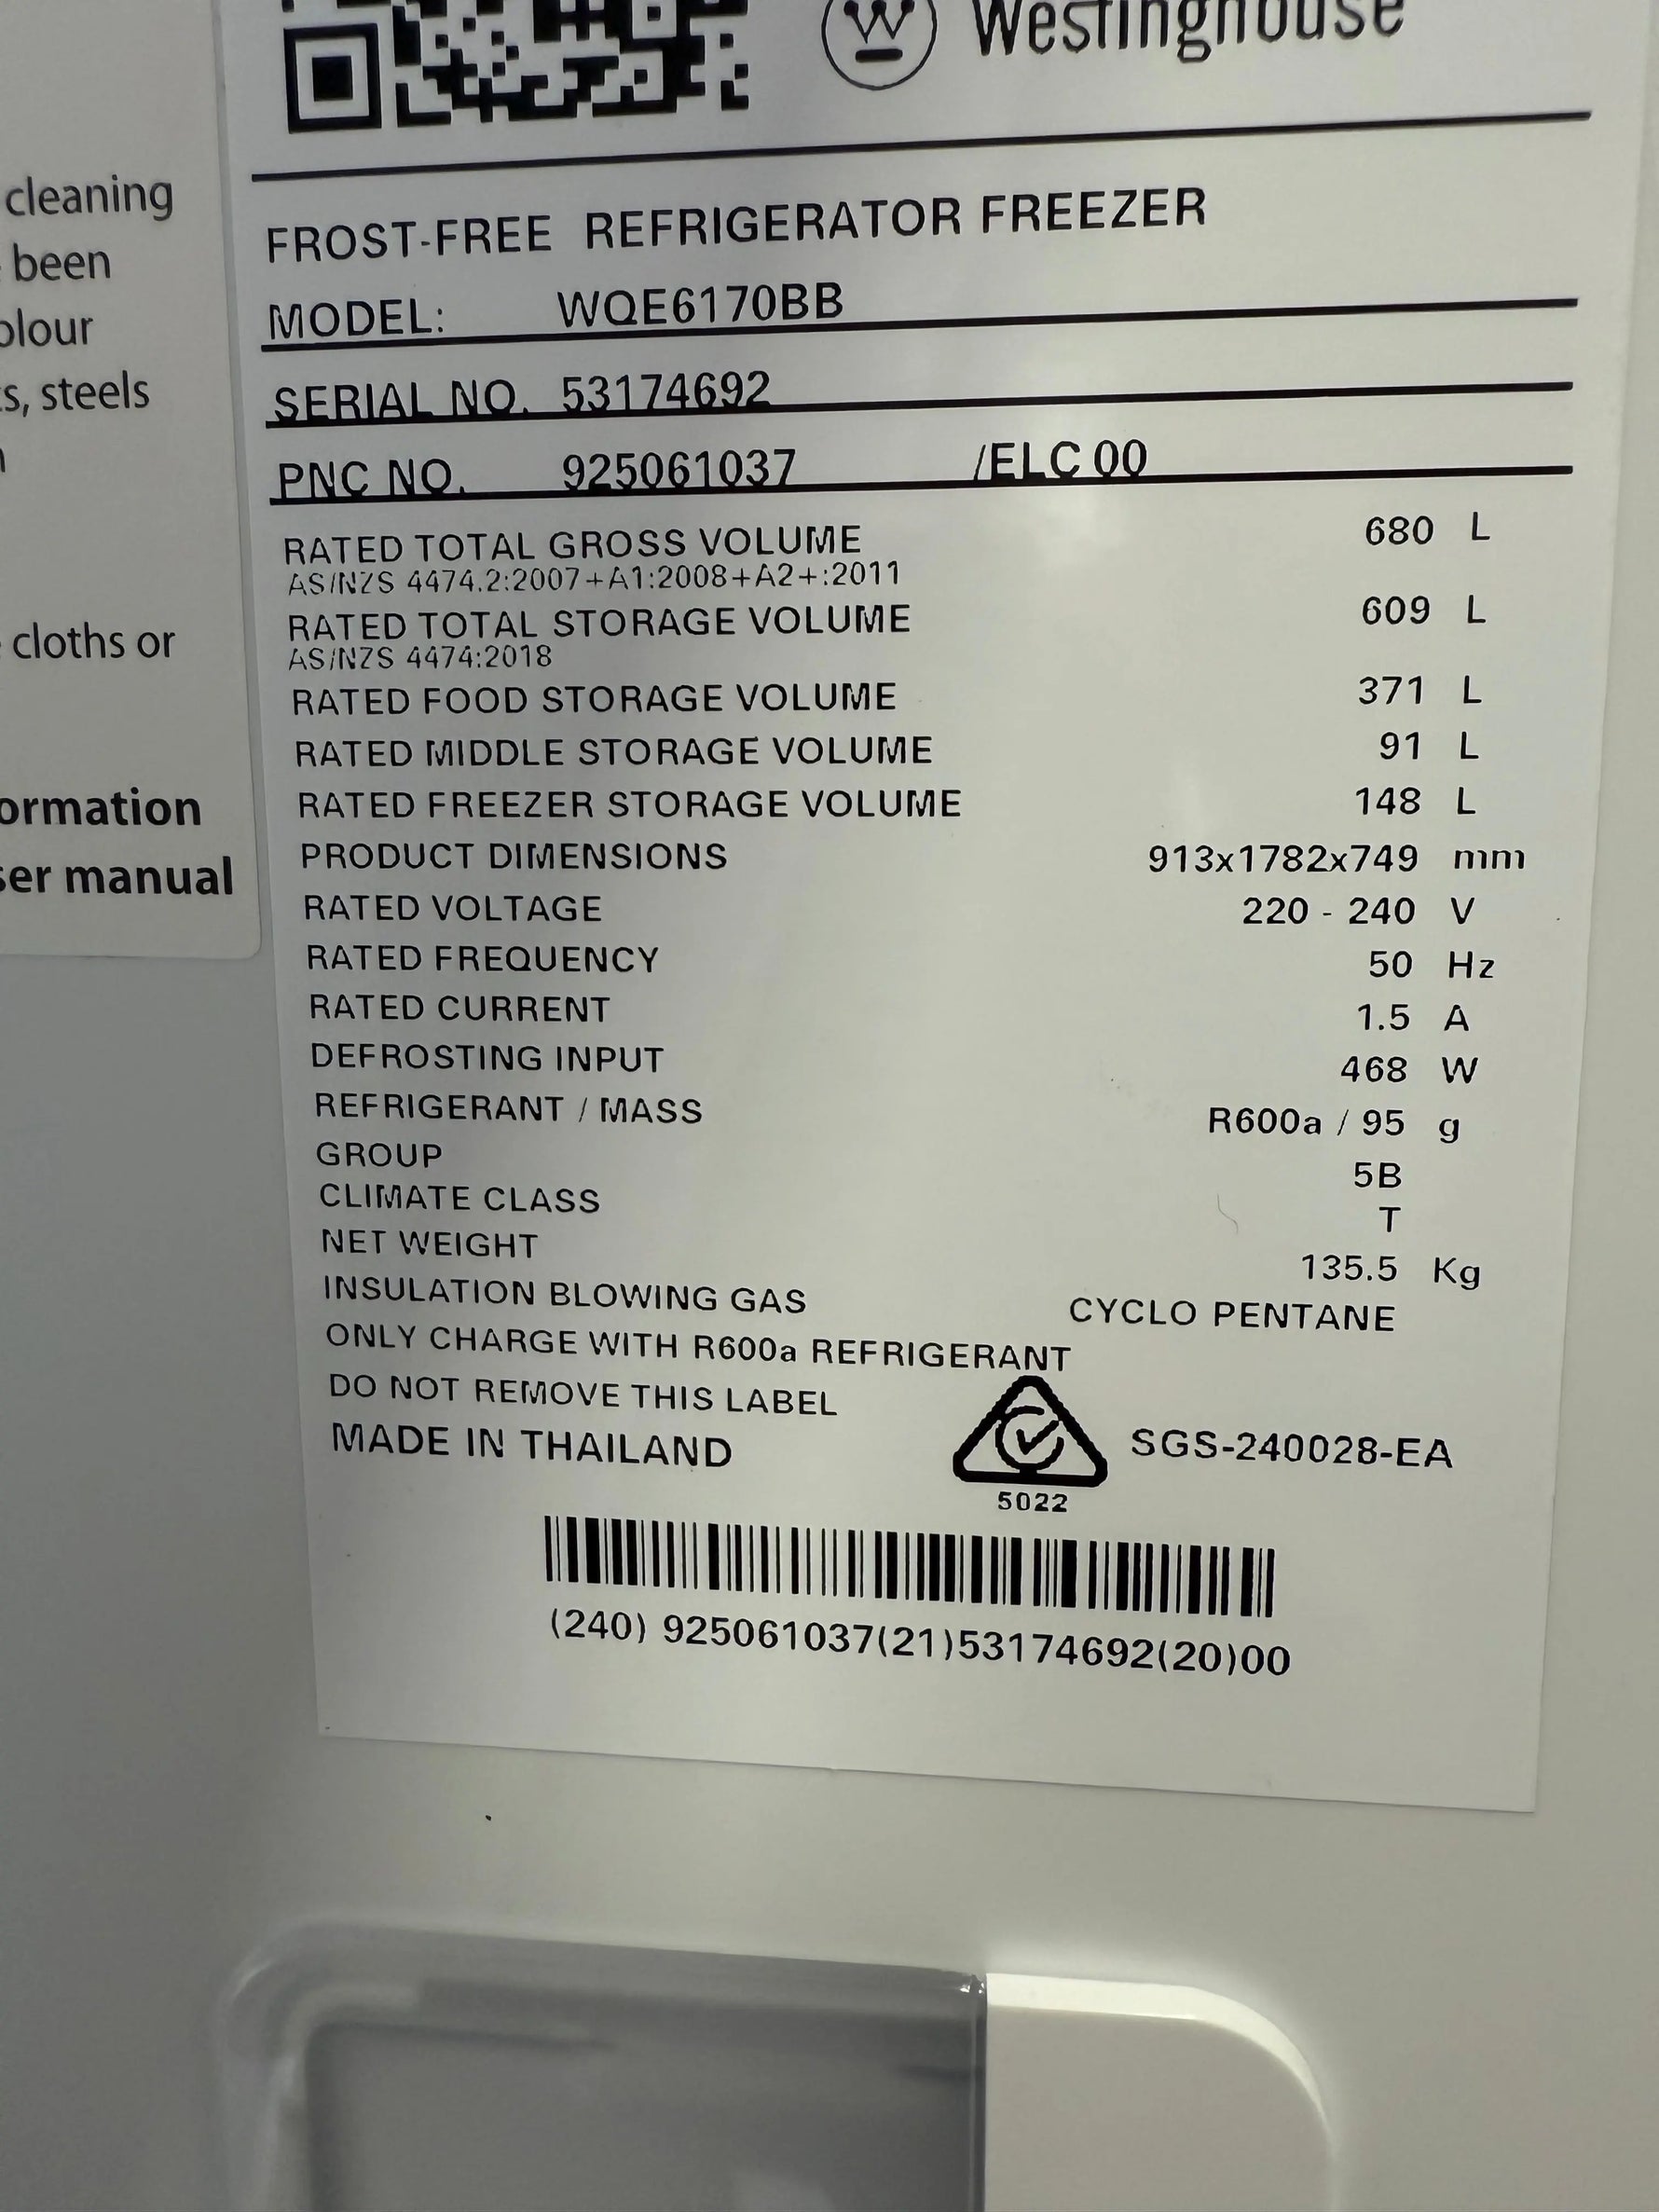 Westinghouse
cleaning
been
olour
s, steels
cloths or
ormation
ser manual
FROST-FREE REFRIGERATOR FREEZER
MODEL: WQE6170BB
SERIAL NO. 53174692
PNC NO. 925061037 /ELC 00
RATED TOTAL GROSS VOLUME 680 L
AS/NZS 4474.2:2007+A1:2008+A2+:2011
RATED TOTAL STORAGE VOLUME 609 L
AS/NZS 4474:2018
RATED FOOD STORAGE VOLUME 371 L
RATED MIDDLE STORAGE VOLUME 91 L
RATED FREEZER STORAGE VOLUME 148 L
PRODUCT DIMENSIONS 913x1782x749 mm
RATED VOLTAGE 220 - 240 V
RATED FREQUENCY 50 Hz
RATED CURRENT 1.5 A
DEFROSTING INPUT 468 W
REFRIGERANT / MASS R600a / 95 g
GROUP 5B
CLIMATE CLASS T
NET WEIGHT 135.5 Kg
INSULATION BLOWING GAS CYCLO PENTANE
ONLY CHARGE WITH R600a REFRIGERANT
DO NOT REMOVE THIS LABEL
MADE IN THAILAND SGS-240028-EA
5022
(240) 925061037(21)53174692(20)00